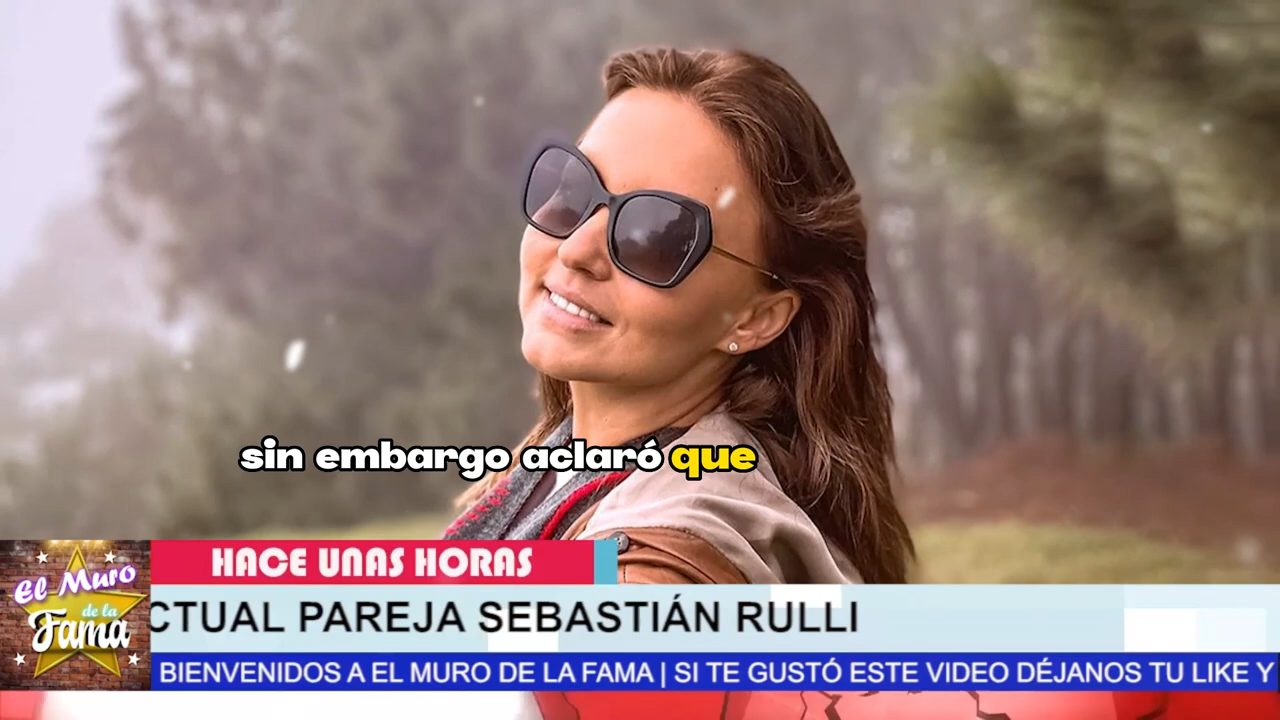 sin embargo aclaró que
HACE UNAS HORAS
El Muro
de la
Fama
CTUAL PAREJA SEBASTIÁN RULLI
BIENVENIDOS A EL MURO DE LA FAMA | SI TE GUSTÓ ESTE VIDEO DÉJANOS TU LIKE Y